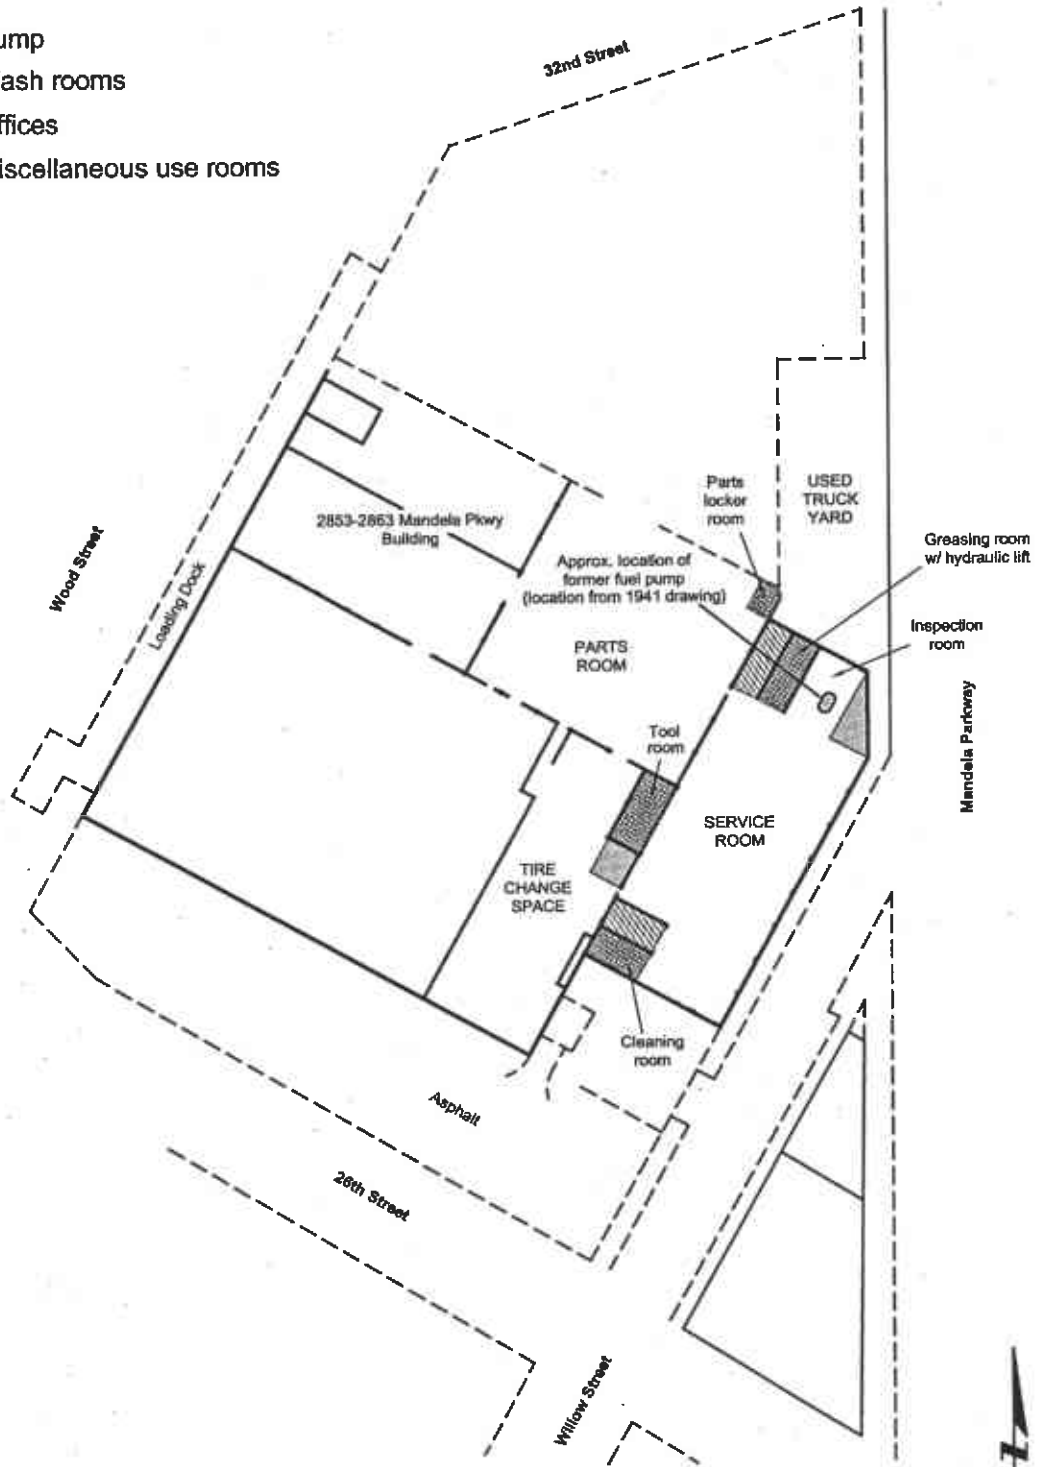 ump
ash rooms
ffices
iscellaneous use rooms
32nd Street
Parts
locker
room
USED
TRUCK
YARD
Greasing room
w/ hydraulic lift
2853-2863 Mandela Pkwy
Building
Approx. location of
former fuel pump
(location from 1941 drawing)
Inspection
room
Wood Street
Loading Dock
PARTS
ROOM
Mandela Parkway
Tool
room
SERVICE
ROOM
TIRE
CHANGE
SPACE
Cleaning
room
Asphalt
26th Street
Willow Street